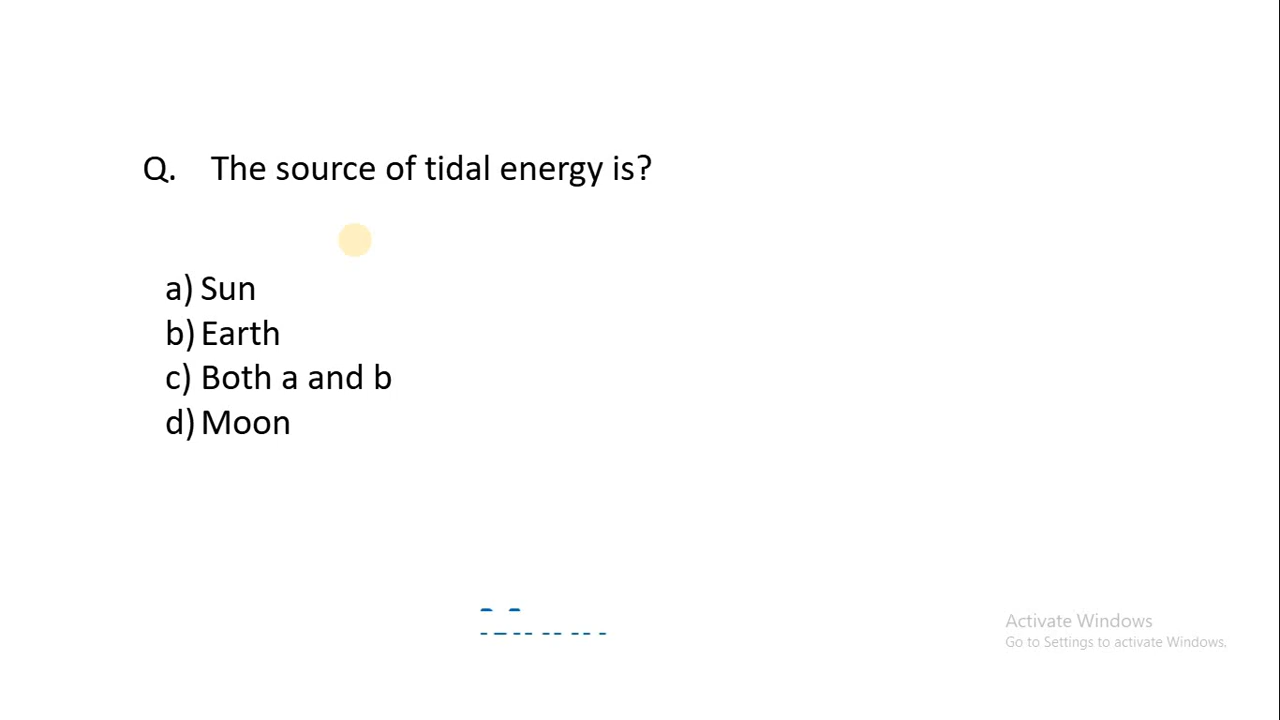 Q. The source of tidal energy is?
a) Sun
b) Earth
c) Both a and b
d) Moon
Activate Windows
Go to Settings to activate Windows.